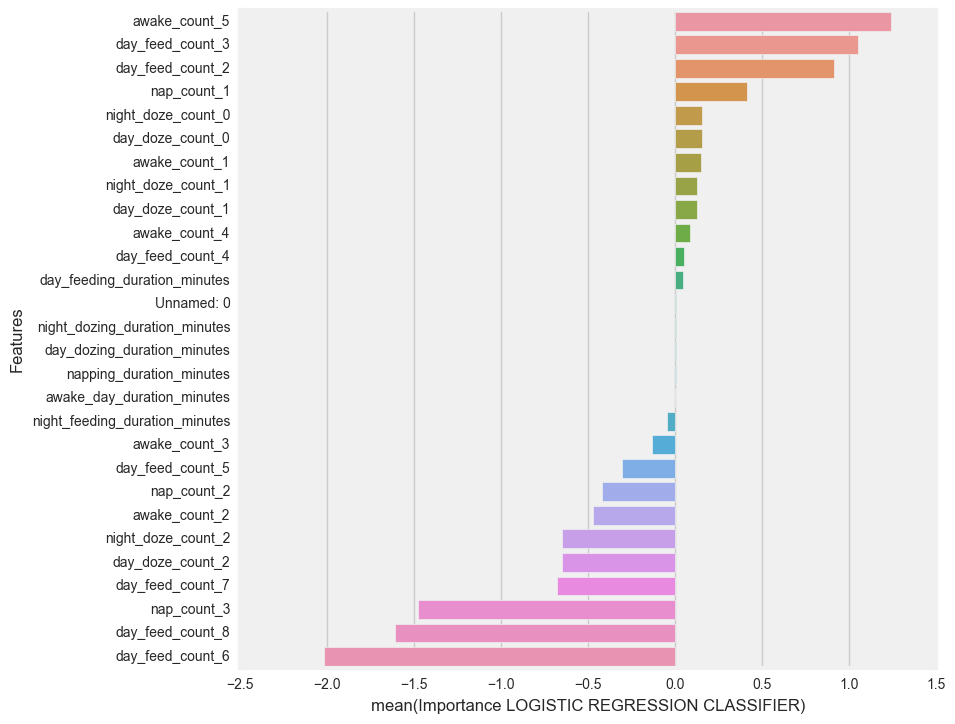 awake_count_5
day_feed_count_3
day_feed_count_2
nap_count_1
night_doze_count_0
day_doze_count_0
awake_count_1
night_doze_count_1
day_doze_count_1
awake_count_4
day_feed_count_4
day_feeding_duration_minutes
Unnamed: 0
night_dozing_duration_minutes
day_dozing_duration_minutes
napping_duration_minutes
awake_day_duration_minutes
night_feeding_duration_minutes
awake_count_3
day_feed_count_5
nap_count_2
awake_count_2
night_doze_count_2
day_doze_count_2
day_feed_count_7
nap_count_3
day_feed_count_8
day_feed_count_6
Features
−2.5 −2.0 −1.5 −1.0 −0.5 0.0 0.5 1.0 1.5
mean(Importance LOGISTIC REGRESSION CLASSIFIER)